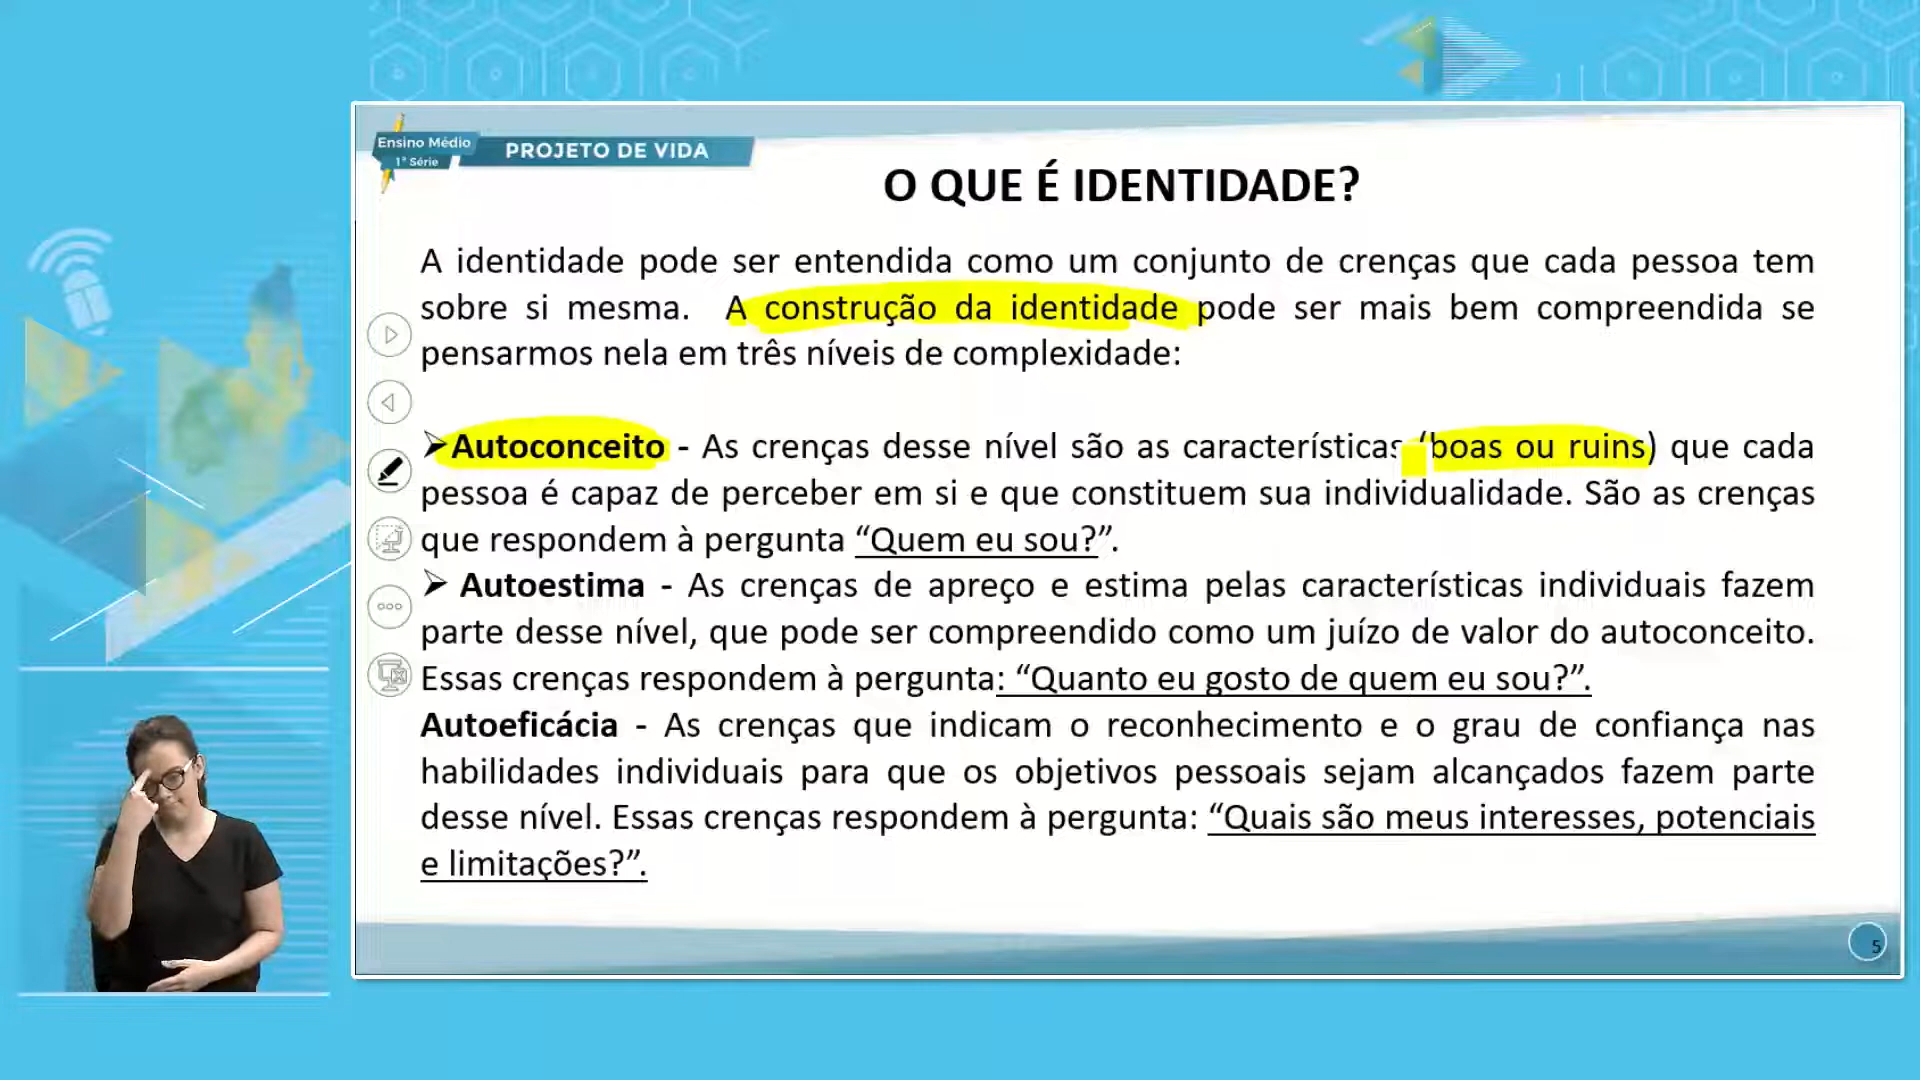 Ensino Médio
1ª Série
PROJETO DE VIDA
O QUE É IDENTIDADE?
A identidade pode ser entendida como um conjunto de crenças que cada pessoa tem
sobre si mesma. A construção da identidade pode ser mais bem compreendida se
pensarmos nela em três níveis de complexidade:
➢Autoconceito - As crenças desse nível são as características (boas ou ruins) que cada
pessoa é capaz de perceber em si e que constituem sua individualidade. São as crenças
que respondem à pergunta “Quem eu sou?”.
➢ Autoestima - As crenças de apreço e estima pelas características individuais fazem
parte desse nível, que pode ser compreendido como um juízo de valor do autoconceito.
Essas crenças respondem à pergunta: “Quanto eu gosto de quem eu sou?”.
Autoeficácia - As crenças que indicam o reconhecimento e o grau de confiança nas
habilidades individuais para que os objetivos pessoais sejam alcançados fazem parte
desse nível. Essas crenças respondem à pergunta: “Quais são meus interesses, potenciais
e limitações?”.
5